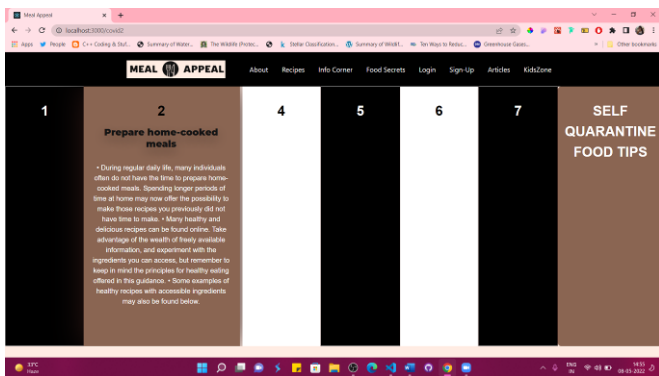 Meal Appeal
localhost:3000/covid2
Apps
People
C++ Coding & Stuf...
Summary of Water...
The Wildlife (Protec...
Stellar Classification...
Summary of Wildlif...
Ten Ways to Reduc...
Greenhouse Gases...
Other bookmarks
MEAL APPEAL
About
Recipes
Info Corner
Food Secrets
Login
Sign-Up
Articles
KidsZone
1
2
Prepare home-cooked
meals
• During regular daily life, many individuals
often do not have the time to prepare home-
cooked meals. Spending longer periods of
time at home may now offer the possibility to
make those recipes you previously did not
have time to make. • Many healthy and
delicious recipes can be found online. Take
advantage of the wealth of freely available
information, and experiment with the
ingredients you can access, but remember to
keep in mind the principles for healthy eating
offered in this guidance. • Some examples of
healthy recipes with accessible ingredients
may also be found below.
4
5
6
7
SELF
QUARANTINE
FOOD TIPS
33°C
Haze
ENG
IN
14:55
08-03-2022